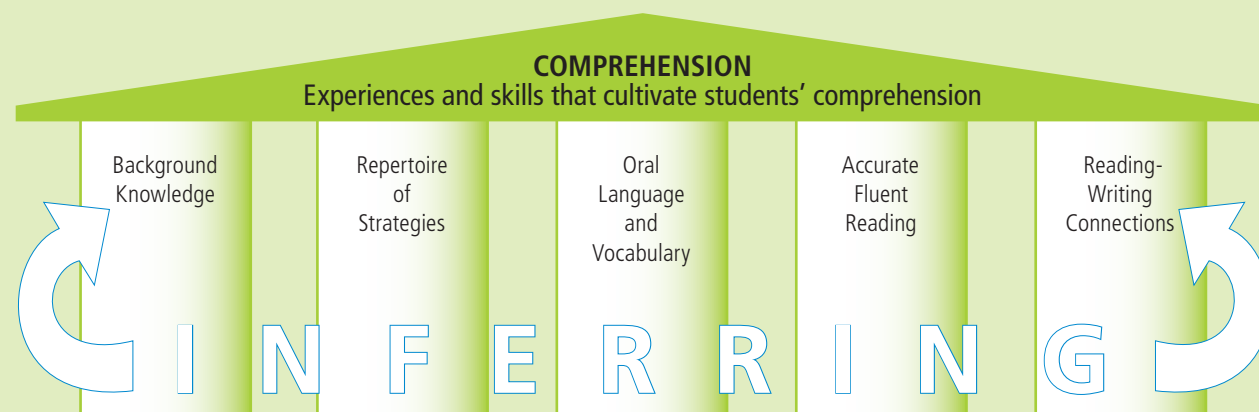 COMPREHENSION
Experiences and skills that cultivate students’ comprehension
Background
Knowledge
Repertoire
of
Strategies
Oral
Language
and
Vocabulary
Accurate
Fluent
Reading
Reading-
Writing
Connections
INFERRING